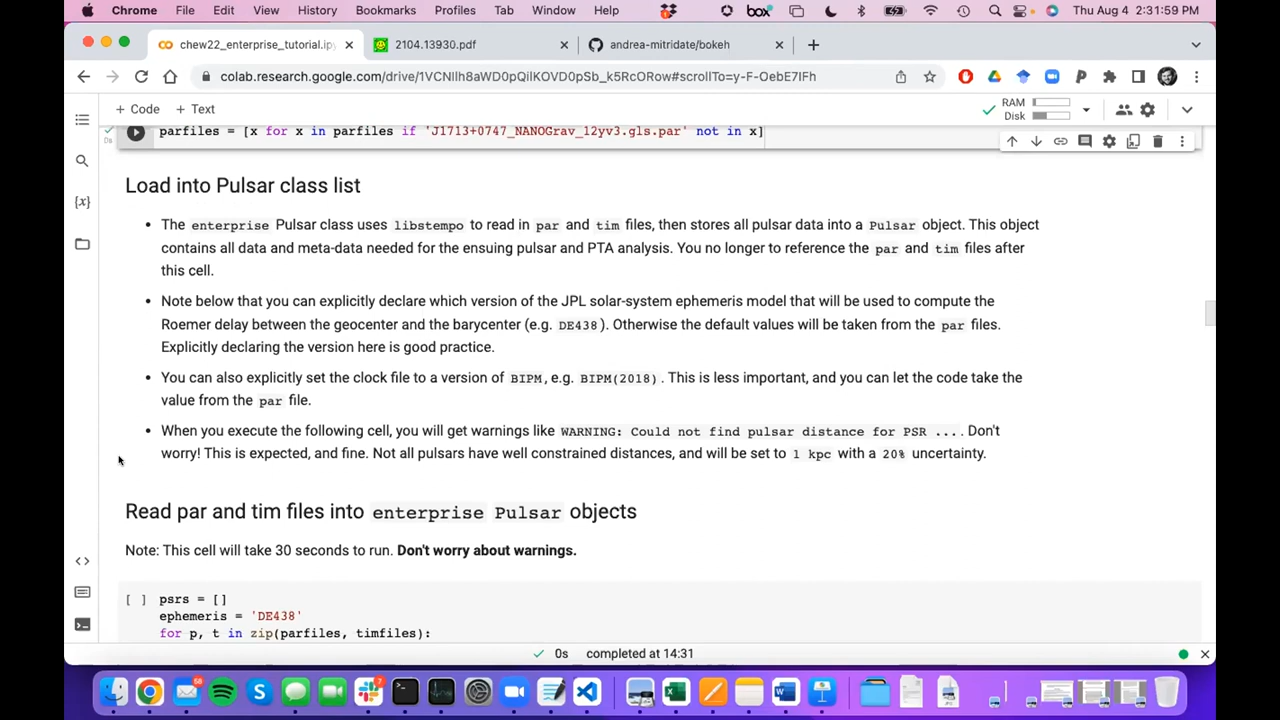 Chrome File Edit View History Bookmarks Profiles Tab Window Help box Thu Aug 4 2:31:59 PM
chew22_enterprise_tutorial.ip 2104.13930.pdf andrea-mitridate/bokeh
colab.research.google.com/drive/1VCNIlh8aWD0pQilKOVD0pSb_k5RcORow#scrollTo=y-F-OebE7IFh
+ Code + Text RAM Disk
parfiles = [x for x in parfiles if 'J1713+0747_NANOGrav_12yv3.gls.par' not in x]
0s
Load into Pulsar class list
• The enterprise Pulsar class uses libstempo to read in par and tim files, then stores all pulsar data into a Pulsar object. This object
contains all data and meta-data needed for the ensuing pulsar and PTA analysis. You no longer to reference the par and tim files after
this cell.
• Note below that you can explicitly declare which version of the JPL solar-system ephemeris model that will be used to compute the
Roemer delay between the geocenter and the barycenter (e.g. DE438). Otherwise the default values will be taken from the par files.
Explicitly declaring the version here is good practice.
• You can also explicitly set the clock file to a version of BIPM, e.g. BIPM(2018). This is less important, and you can let the code take the
value from the par file.
• When you execute the following cell, you will get warnings like WARNING: Could not find pulsar distance for PSR .... Don't
worry! This is expected, and fine. Not all pulsars have well constrained distances, and will be set to 1 kpc with a 20% uncertainty.
Read par and tim files into enterprise Pulsar objects
Note: This cell will take 30 seconds to run. Don't worry about warnings.
[ ] psrs = []
ephemeris = 'DE438'
for p, t in zip(parfiles, timfiles):
0s completed at 14:31
68
7